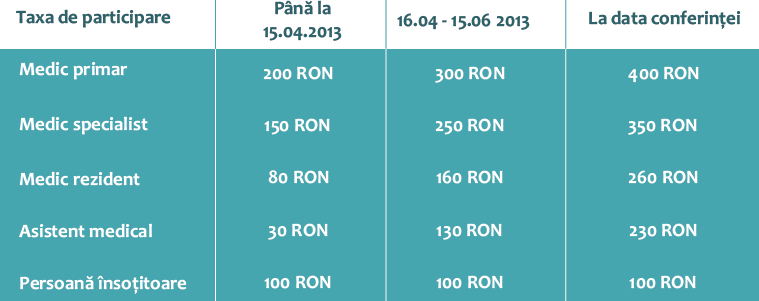 Taxa de participare Până la 15.04.2013 16.04 - 15.06 2013 La data conferinței
Medic primar 200 RON 300 RON 400 RON
Medic specialist 150 RON 250 RON 350 RON
Medic rezident 80 RON 160 RON 260 RON
Asistent medical 30 RON 130 RON 230 RON
Persoană însoțitoare 100 RON 100 RON 100 RON